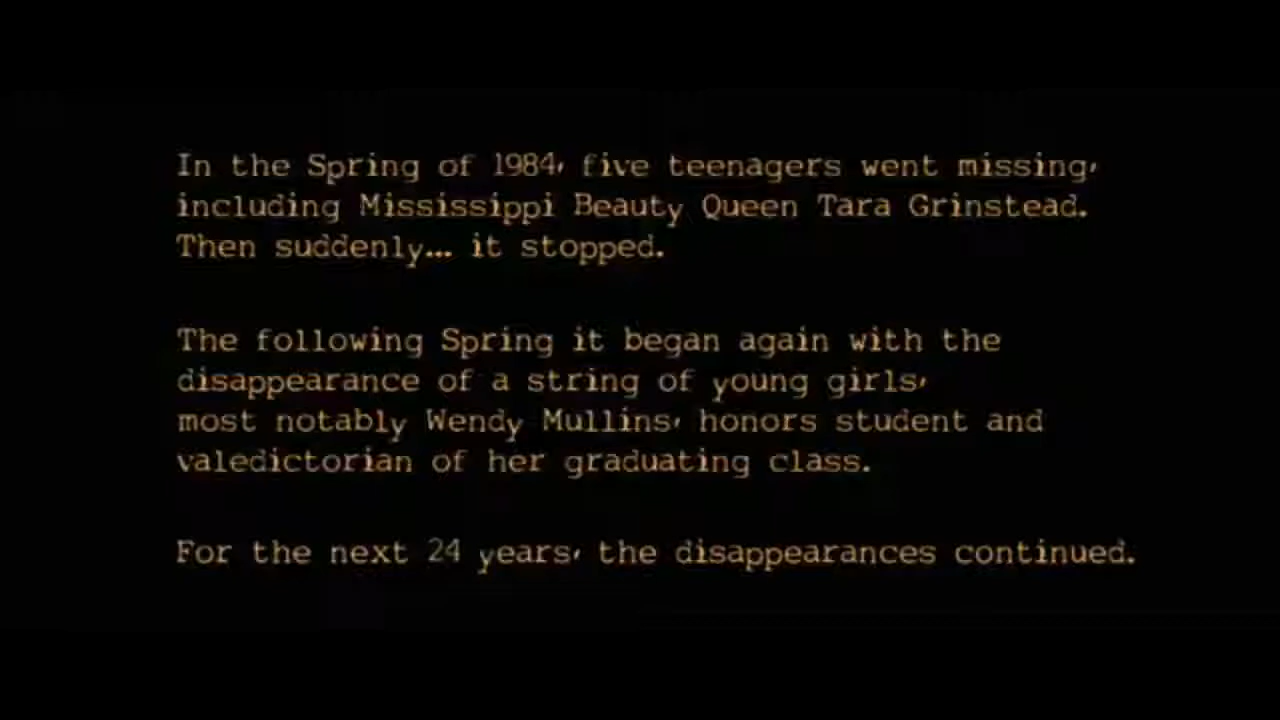 In the Spring of 1984, five teenagers went missing,
including Mississippi Beauty Queen Tara Grinstead.
Then suddenly... it stopped.
The following Spring it began again with the
disappearance of a string of young girls,
most notably Wendy Mullins, honors student and
valedictorian of her graduating class.
For the next 24 years, the disappearances continued.